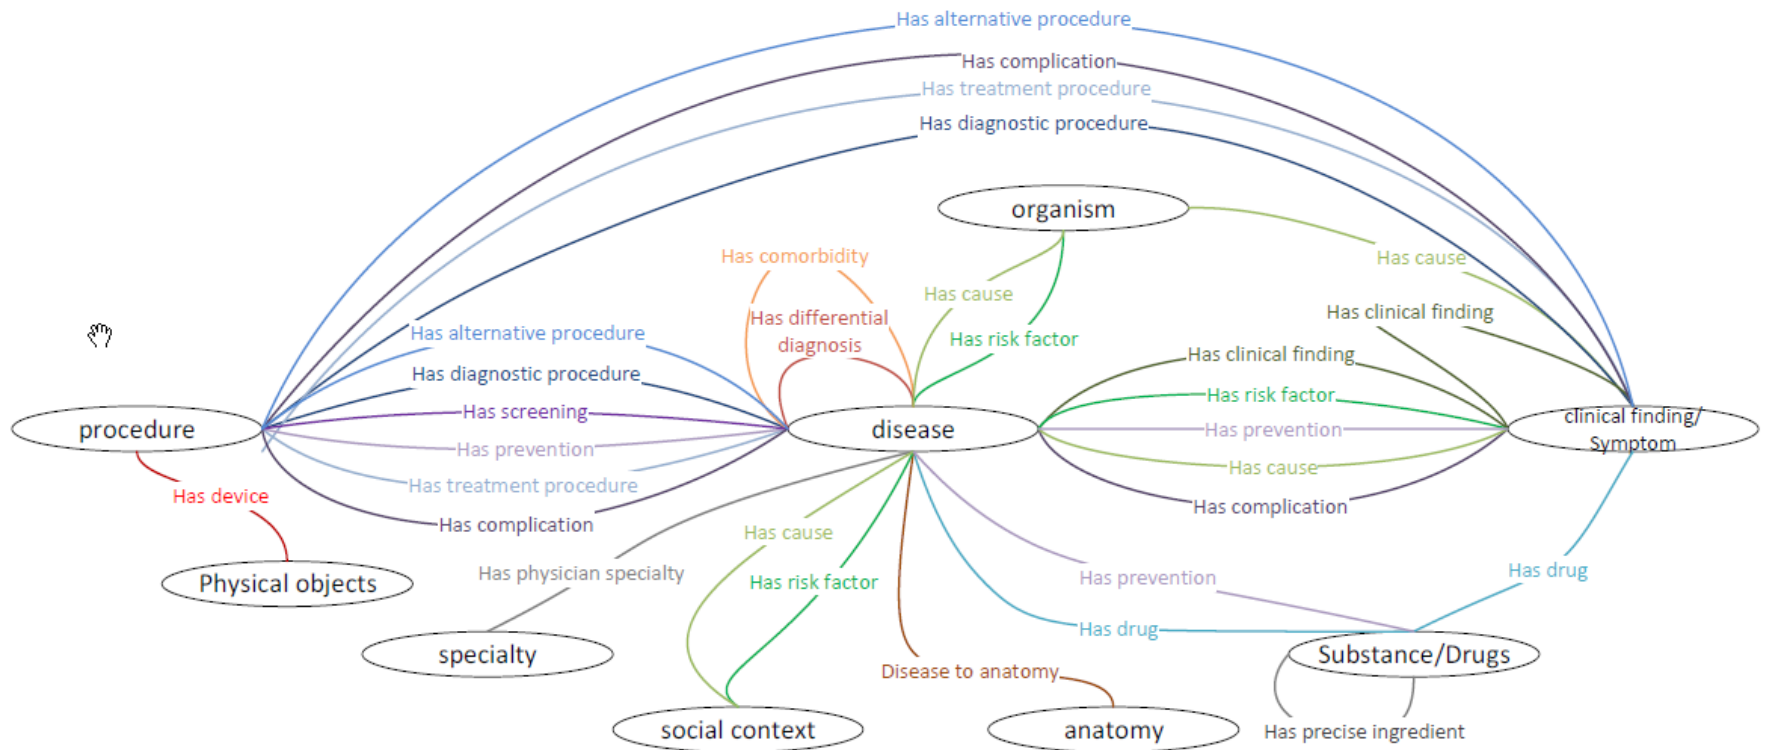 Has alternative procedure
Has complication
Has treatment procedure
Has diagnostic procedure
organism
Has comorbidity
Has cause
Has cause
Has differential
diagnosis
Has risk factor
Has clinical finding
Has alternative procedure
Has clinical finding
Has diagnostic procedure
Has risk factor
Has screening
procedure
disease
clinical finding/
Symptom
Has prevention
Has prevention
Has cause
Has treatment procedure
Has device
Has complication
Has complication
Has cause
Physical objects
Has physician specialty
Has risk factor
Has prevention
Has drug
Has drug
specialty
Substance/Drugs
Disease to anatomy
social context
anatomy
Has precise ingredient